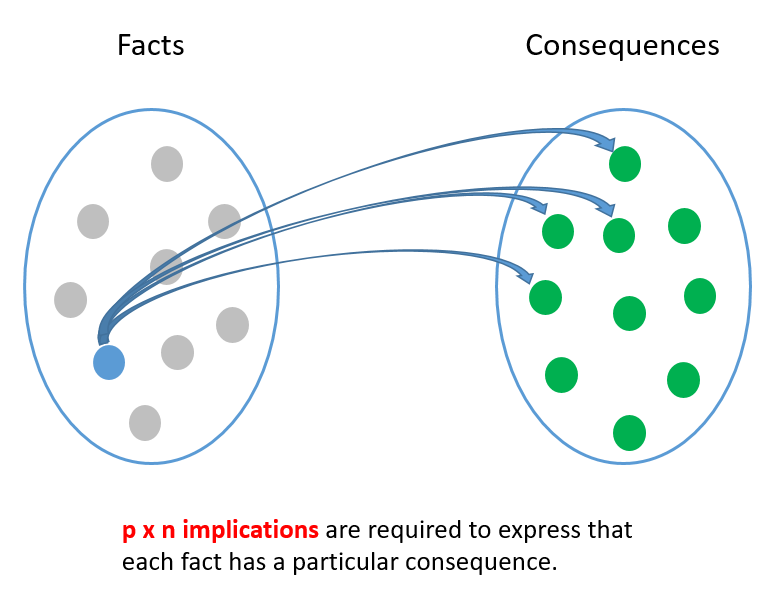 Facts
Consequences
p x n implications are required to express that
each fact has a particular consequence.